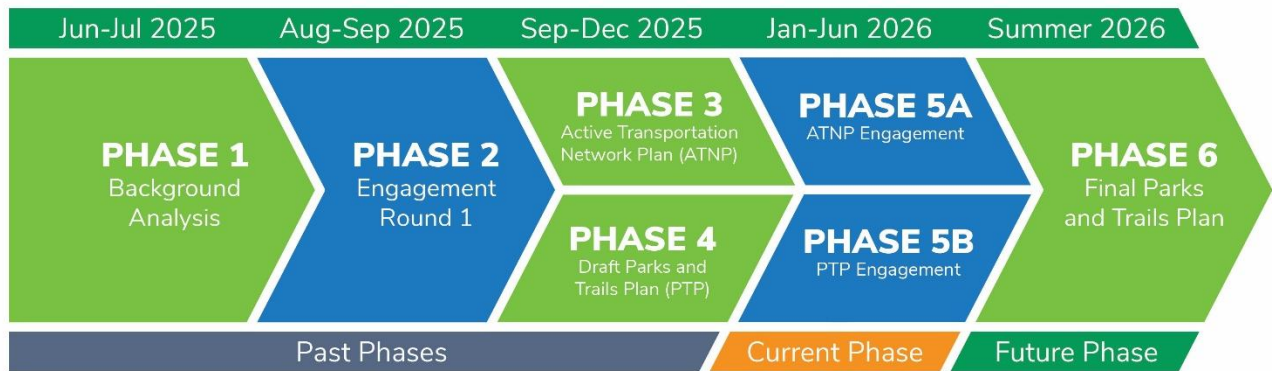 Jun-Jul 2025
Aug-Sep 2025
Sep-Dec 2025
Jan-Jun 2026
Summer 2026
PHASE 1
Background
Analysis
PHASE 2
Engagement
Round 1
PHASE 3
Active Transportation
Network Plan (ATNP)
PHASE 4
Draft Parks and
Trails Plan (PTP)
PHASE 5A
ATNP Engagement
PHASE 5B
PTP Engagement
PHASE 6
Final Parks
and Trails Plan
Past Phases
Current Phase
Future Phase